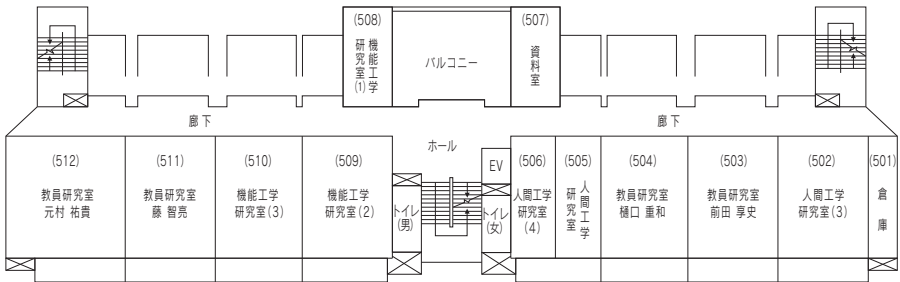 (508)
機能工学
研究室(1)
バルコニー
(507)
資料室
廊下
ホール
廊下
(512)
教員研究室
元村 祐貴
(511)
教員研究室
藤 智亮
(510)
機能工学
研究室(3)
(509)
機能工学
研究室(2)
トイレ
(男)
EV
トイレ
(女)
(506)
人間工学
研究室
(4)
(505)
人間工学
研究室
(504)
教員研究室
樋口 重和
(503)
教員研究室
前田 享史
(502)
人間工学
研究室(3)
(501)
倉庫